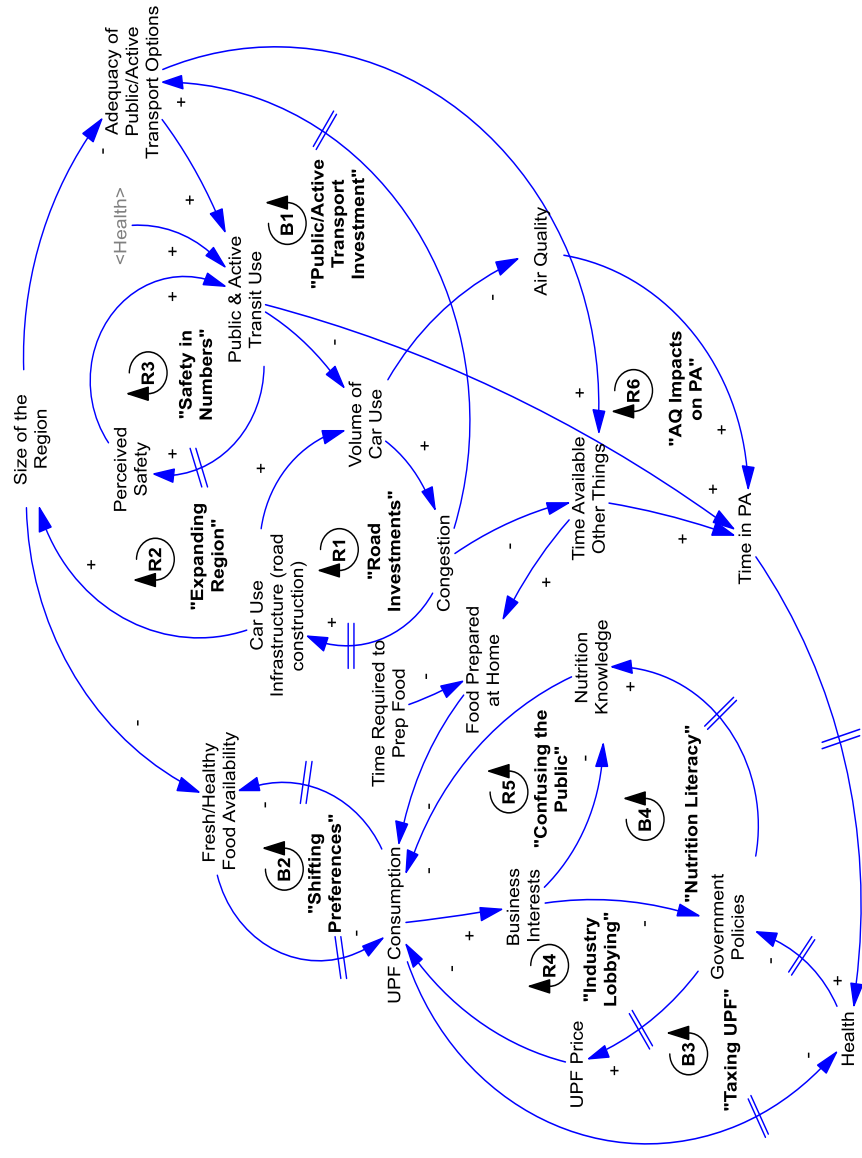 Size of the
Region
Adequacy of
Public/Active
Transport Options
<Health>
Perceived
Safety
Public & Active
Transit Use
R3
"Safety in
Numbers"
B1
"Public/Active
Transport
Investment"
R2
"Expanding
Region"
Car Use
Infrastructure (road
construction)
R1
"Road
Investments"
Volume of
Car Use
Congestion
Air Quality
Time Available
Other Things
R6
"AQ Impacts
on PA"
Time in PA
Fresh/Healthy
Food Availability
B2
"Shifting
Preferences"
Time Required to
Prep Food
Food Prepared
at Home
UPF Consumption
R5
"Confusing the
Public"
Nutrition
Knowledge
Business
Interests
B4
"Nutrition Literacy"
R4
"Industry
Lobbying"
UPF Price
Government
Policies
B3
"Taxing UPF"
Health
-
+
+
+
+
+
+
-
+
+
-
+
-
-
+
+
+
+
+
-
-
-
-
+
-
-
-
+
-
+
-
-
+
-
+
-